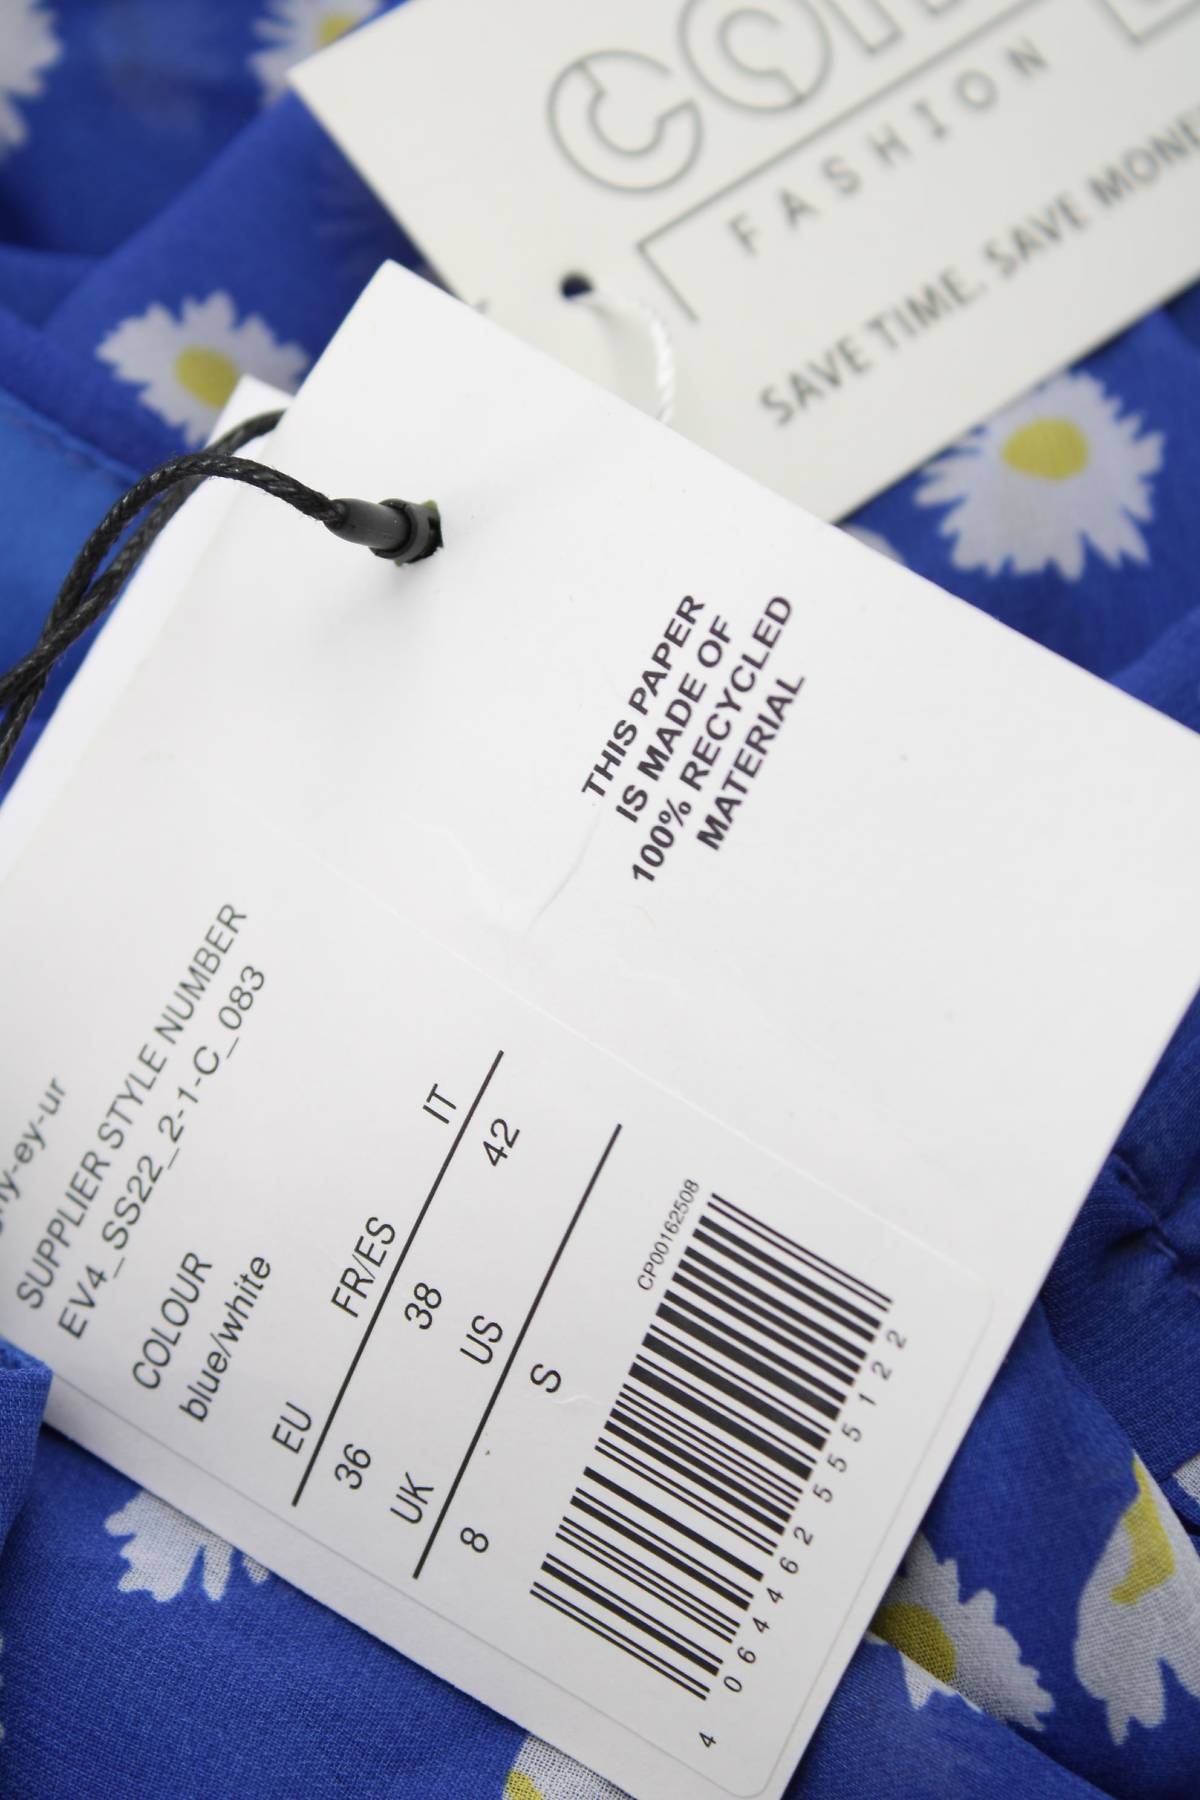 FASHION
SAVE TIME. SAVE
THIS PAPER
IS MADE OF
100% RECYCLED
MATERIAL
SUPPLIER STYLE NUMBER
EV4_SS22_2-1-C_083
COLOUR
blue/white
EU FR/ES IT
36 38 42
UK US
8 S
CP00162508
4 064462 555122